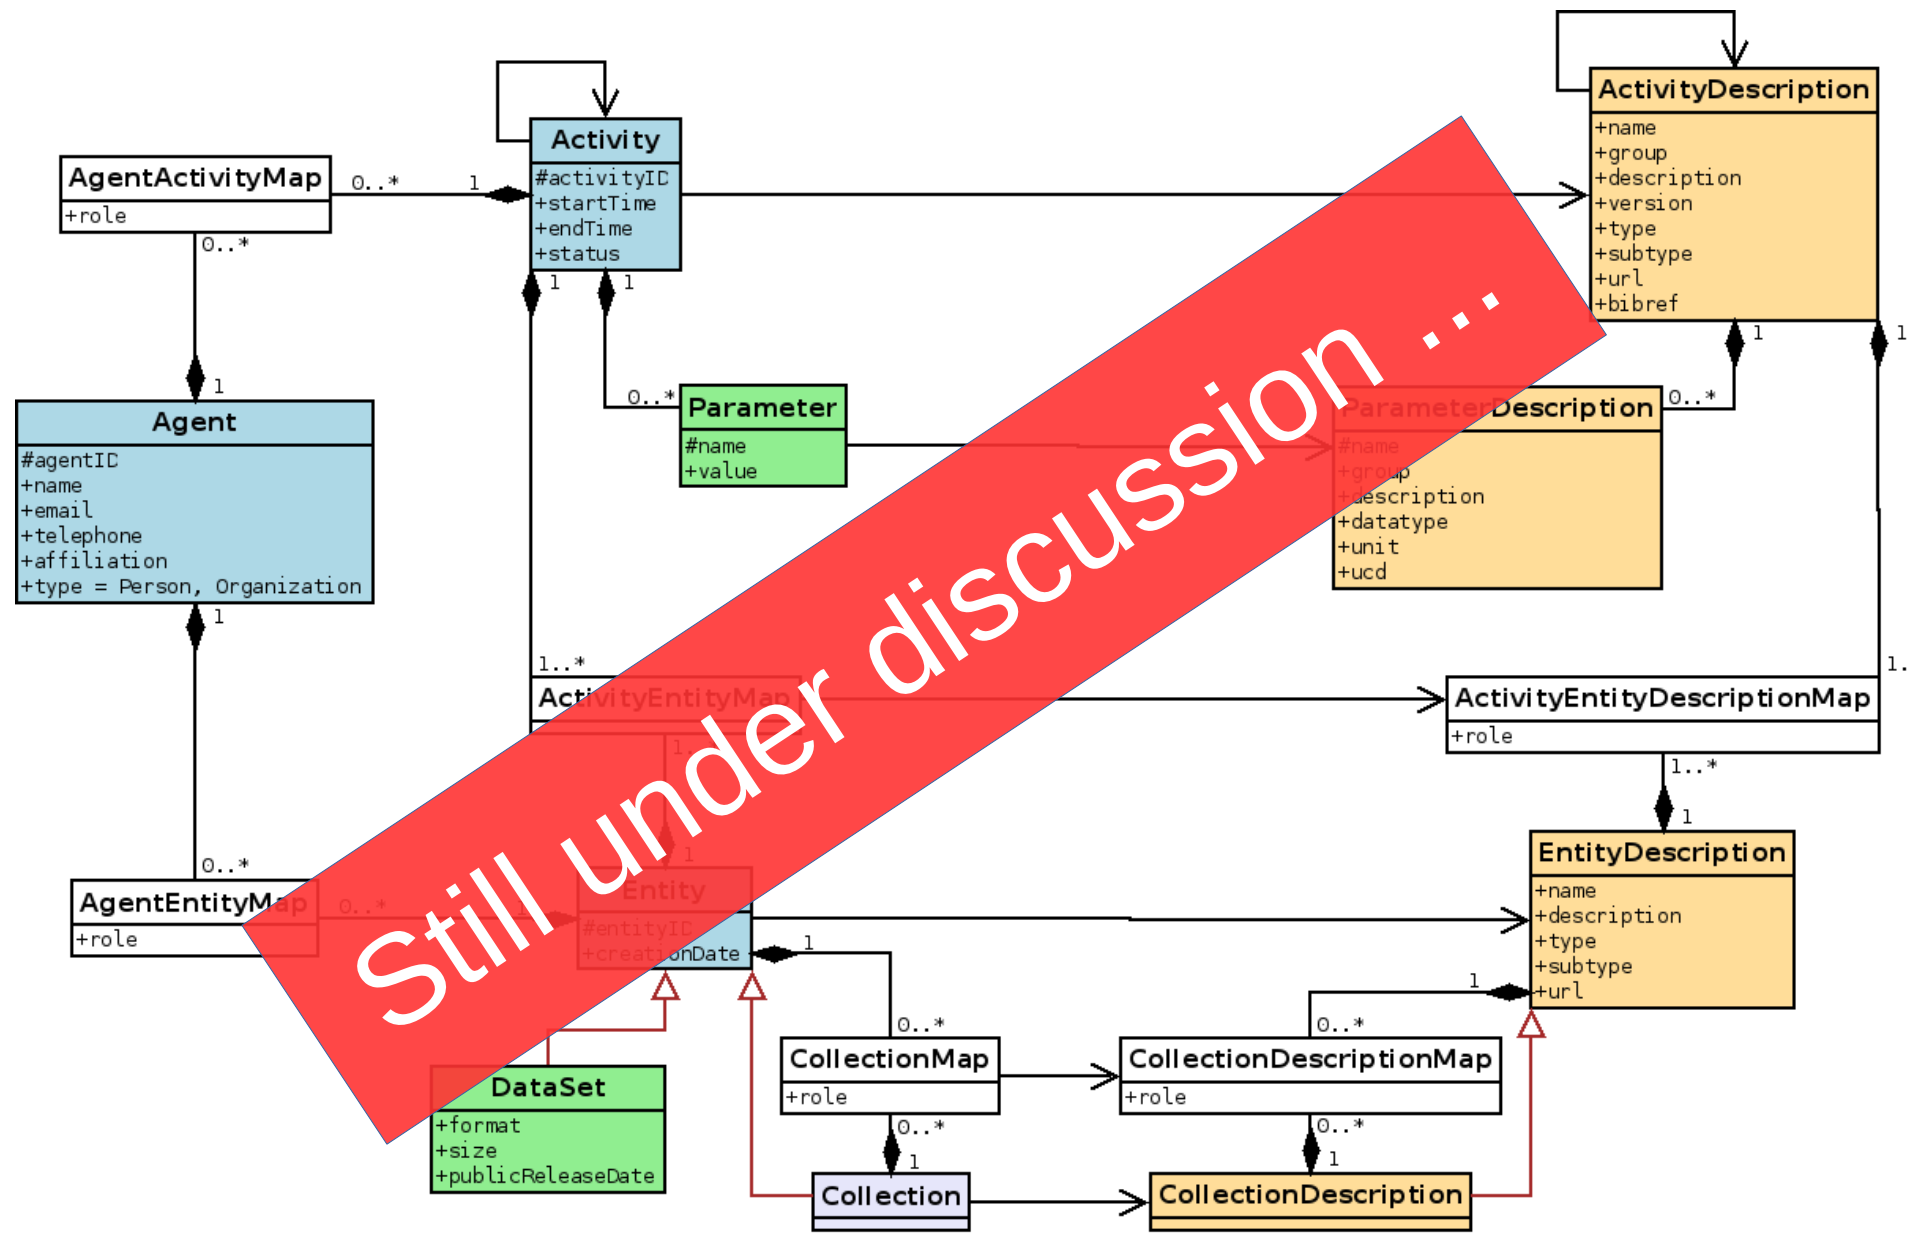 ActivityDescription
+name
+group
+description
+version
+type
+subtype
+url
+bibref
Activity
#activityID
+startTime
+endTime
+status
AgentActivityMap
+role
0..*
1
0..*
1
1
1
1
1
Agent
#agentID
+name
+email
+telephone
+affiliation
+type = Person, Organization
0..*
Parameter
#name
+value
ParameterDescription
#name
+group
+description
+datatype
+unit
+ucd
0..*
Still under discussion ...
1
1..*
1.
ActivityEntityMap
1.
ActivityEntityDescriptionMap
+role
1..*
1
1
0..*
AgentEntityMap
+role
0..*
1
Entity
#entityID
+creationDate
1
EntityDescription
+name
+description
+type
+subtype
+url
1
0..*
0..*
DataSet
+format
+size
+publicReleaseDate
CollectionMap
+role
CollectionDescriptionMap
+role
0..*
1
0..*
1
Collection
CollectionDescription